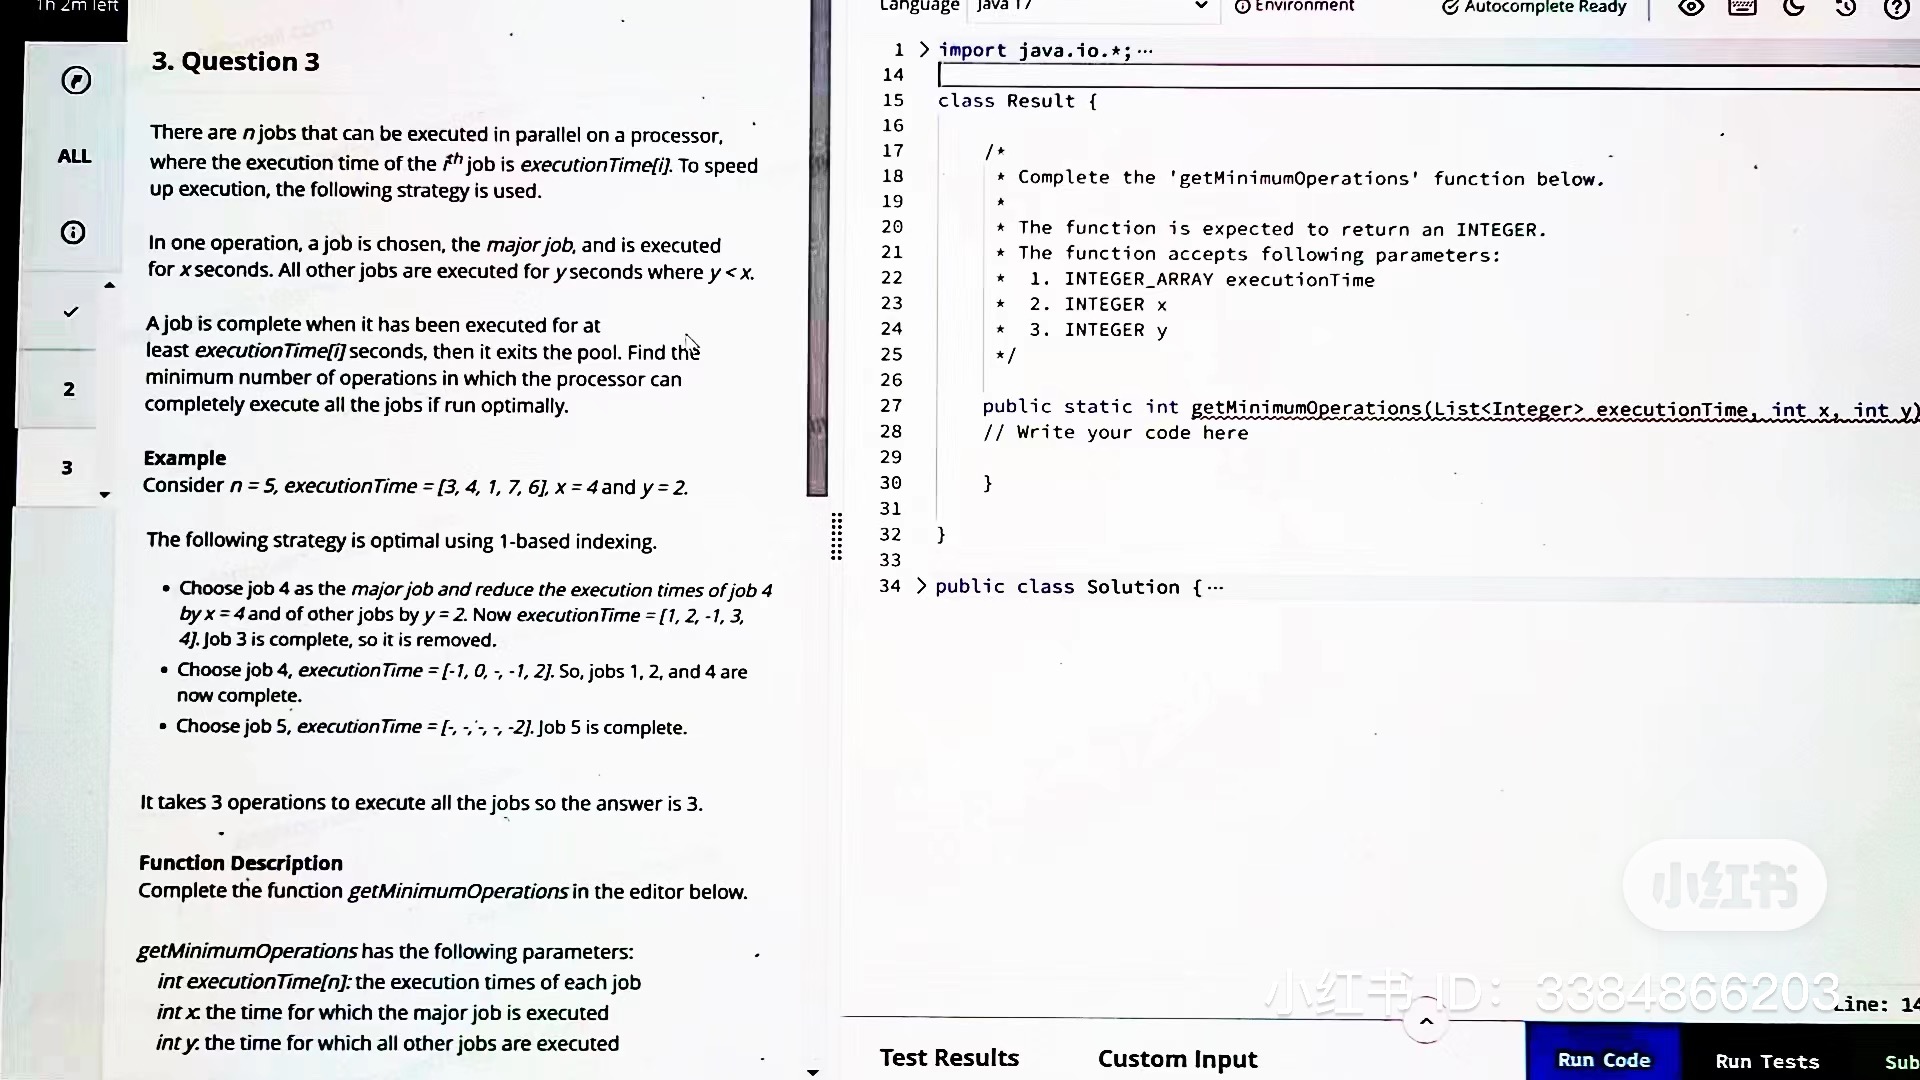 1h 2m left
3. Question 3
ALL
2
3
There are n jobs that can be executed in parallel on a processor,
where the execution time of the ith job is executionTime[i]. To speed
up execution, the following strategy is used.
In one operation, a job is chosen, the major job, and is executed
for x seconds. All other jobs are executed for y seconds where y < x.
A job is complete when it has been executed for at
least executionTime[i] seconds, then it exits the pool. Find the
minimum number of operations in which the processor can
completely execute all the jobs if run optimally.
Example
Consider n = 5, executionTime = [3, 4, 1, 7, 6], x = 4 and y = 2.
The following strategy is optimal using 1-based indexing.
• Choose job 4 as the major job and reduce the execution times of job 4
by x = 4 and of other jobs by y = 2. Now executionTime = [1, 2, -1, 3,
4]. Job 3 is complete, so it is removed.
• Choose job 4, executionTime = [-1, 0, -, -1, 2]. So, jobs 1, 2, and 4 are
now complete.
• Choose job 5, executionTime = [-, -, -, -, -2]. Job 5 is complete.
It takes 3 operations to execute all the jobs so the answer is 3.
Function Description
Complete the function getMinimumOperations in the editor below.
getMinimumOperations has the following parameters:
int executionTime[n]: the execution times of each job
int x: the time for which the major job is executed
int y: the time for which all other jobs are executed
Language Java 17 Environment Autocomplete Ready
1 > import java.io.*; ···
14
15 class Result {
16
17 /*
18 * Complete the 'getMinimumOperations' function below.
19 *
20 * The function is expected to return an INTEGER.
21 * The function accepts following parameters:
22 * 1. INTEGER_ARRAY executionTime
23 * 2. INTEGER x
24 * 3. INTEGER y
25 */
26
27 public static int getMinimumOperations(List<Integer> executionTime, int x, int y)
28 // Write your code here
29
30 }
31
32 }
33
34 > public class Solution { ···
小红书
小红书 ID: 3384866203
Line: 14
Test Results Custom Input Run Code Run Tests Sub